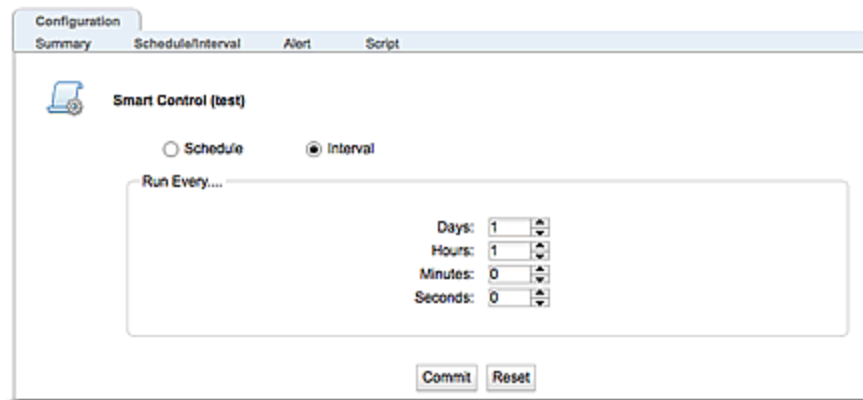 Configuration
Summary Schedule/Interval Alert Script
Smart Control (test)
Schedule Interval
Run Every....
Days: 1
Hours: 1
Minutes: 0
Seconds: 0
Commit Reset